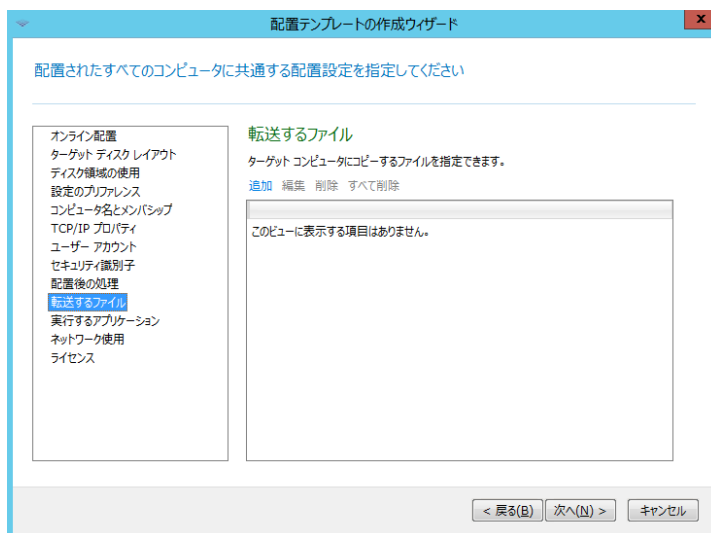 配置テンプレートの作成ウィザード
x
配置されたすべてのコンピュータに共通する配置設定を指定してください
オンライン配置
ターゲット ディスク レイアウト
ディスク領域の使用
設定のプリファレンス
コンピュータ名とメンバシップ
TCP/IP プロパティ
ユーザー アカウント
セキュリティ識別子
配置後の処理
転送するファイル
実行するアプリケーション
ネットワーク使用
ライセンス
転送するファイル
ターゲット コンピュータにコピーするファイルを指定できます。
追加 編集 削除 すべて削除
このビューに表示する項目はありません。
< 戻る(B) 次へ(N) > キャンセル